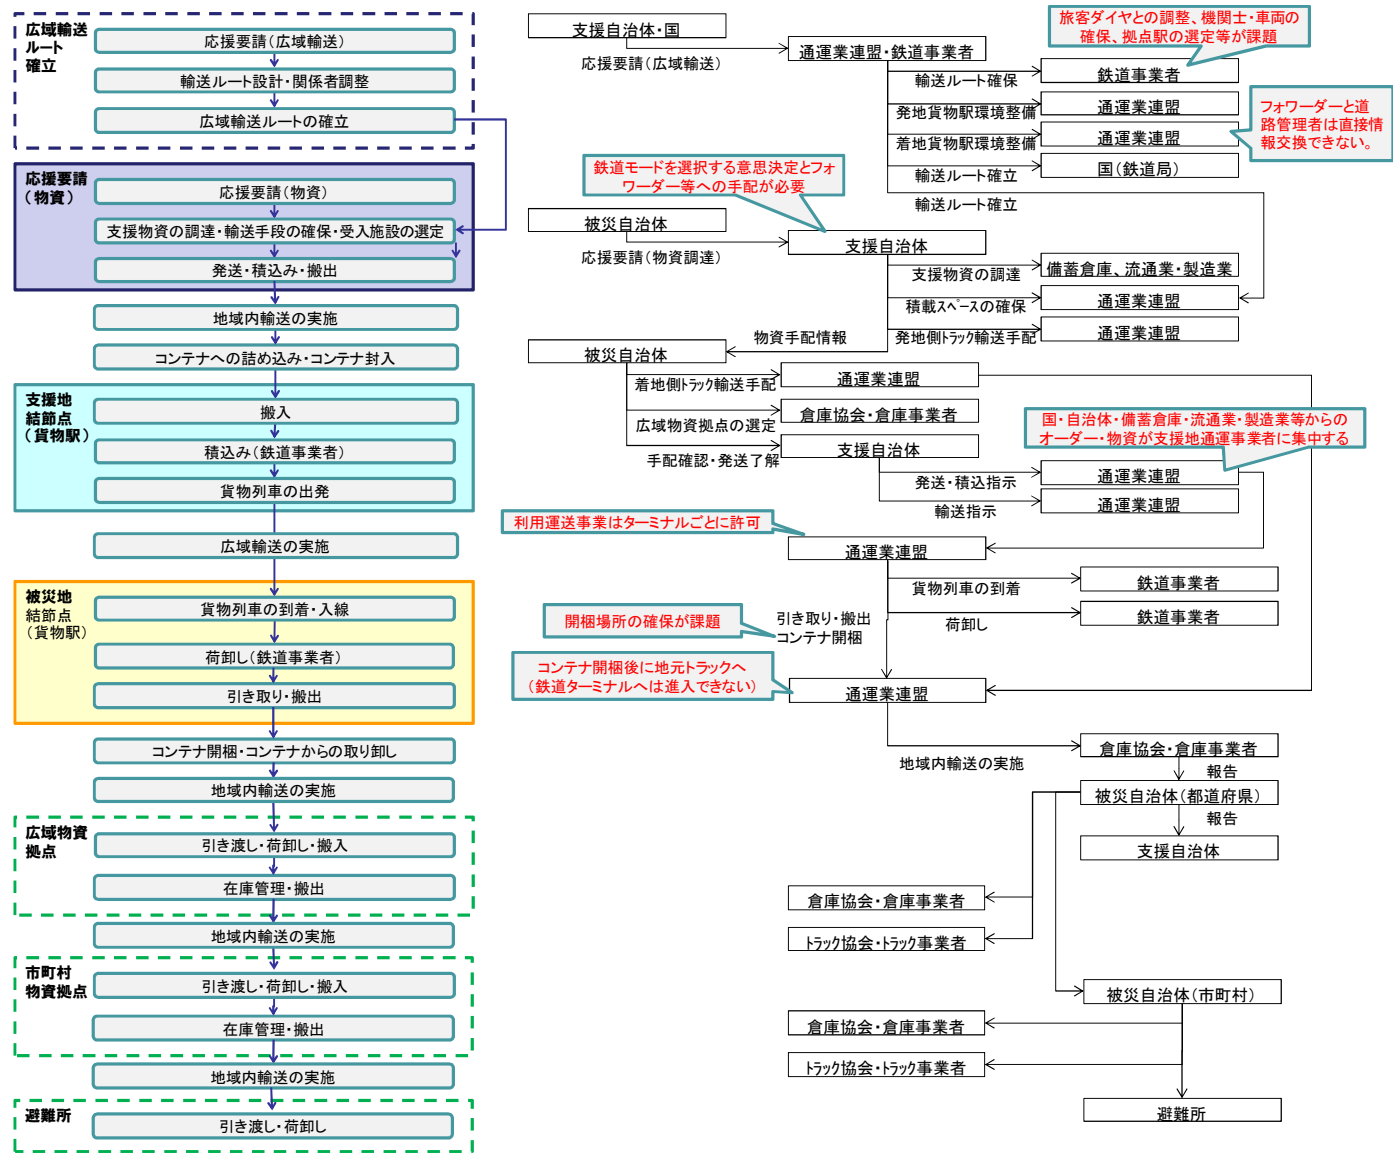 広域輸送
ルート
確立
応援要請(広域輸送)
輸送ルート設計・関係者調整
広域輸送ルートの確立
応援要請
(物資)
応援要請(物資)
支援物資の調達・輸送手段の確保・受入施設の選定
発送・積込み・搬出
地域内輸送の実施
コンテナへの詰め込み・コンテナ封入
支援地
結節点
(貨物駅)
搬入
積込み(鉄道事業者)
貨物列車の出発
広域輸送の実施
被災地
結節点
(貨物駅)
貨物列車の到着・入線
荷卸し(鉄道事業者)
引き取り・搬出
コンテナ開梱・コンテナからの取り卸し
地域内輸送の実施
広域物資
拠点
引き渡し・荷卸し・搬入
在庫管理・搬出
地域内輸送の実施
市町村
物資拠点
引き渡し・荷卸し・搬入
在庫管理・搬出
地域内輸送の実施
避難所
引き渡し・荷卸し
支援自治体・国
応援要請(広域輸送)
通運業連盟・鉄道事業者
旅客ダイヤとの調整、機関士・車両の
確保、拠点駅の選定等が課題
輸送ルート確保
鉄道事業者
発地貨物駅環境整備
通運業連盟
着地貨物駅環境整備
通運業連盟
フォワーダーと道
路管理者は直接情
報交換できない。
輸送ルート確立
国(鉄道局)
輸送ルート確立
鉄道モードを選択する意思決定とフォ
ワーダー等への手配が必要
被災自治体
応援要請(物資調達)
支援自治体
支援物資の調達
備蓄倉庫、流通業・製造業
積載スペースの確保
通運業連盟
発地側トラック輸送手配
通運業連盟
物資手配情報
被災自治体
着地側トラック輸送手配
通運業連盟
広域物資拠点の選定
倉庫協会・倉庫事業者
手配確認・発送了解
支援自治体
国・自治体・備蓄倉庫・流通業・製造業等からの
オーダー・物資が支援地通運事業者に集中する
発送・積込指示
通運業連盟
輸送指示
通運業連盟
利用運送事業はターミナルごとに許可
通運業連盟
貨物列車の到着
鉄道事業者
荷卸し
鉄道事業者
開梱場所の確保が課題
引き取り・搬出
コンテナ開梱
コンテナ開梱後に地元トラックへ
(鉄道ターミナルへは進入できない)
通運業連盟
地域内輸送の実施
倉庫協会・倉庫事業者
報告
被災自治体(都道府県)
報告
支援自治体
倉庫協会・倉庫事業者
トラック協会・トラック事業者
被災自治体(市町村)
倉庫協会・倉庫事業者
トラック協会・トラック事業者
避難所